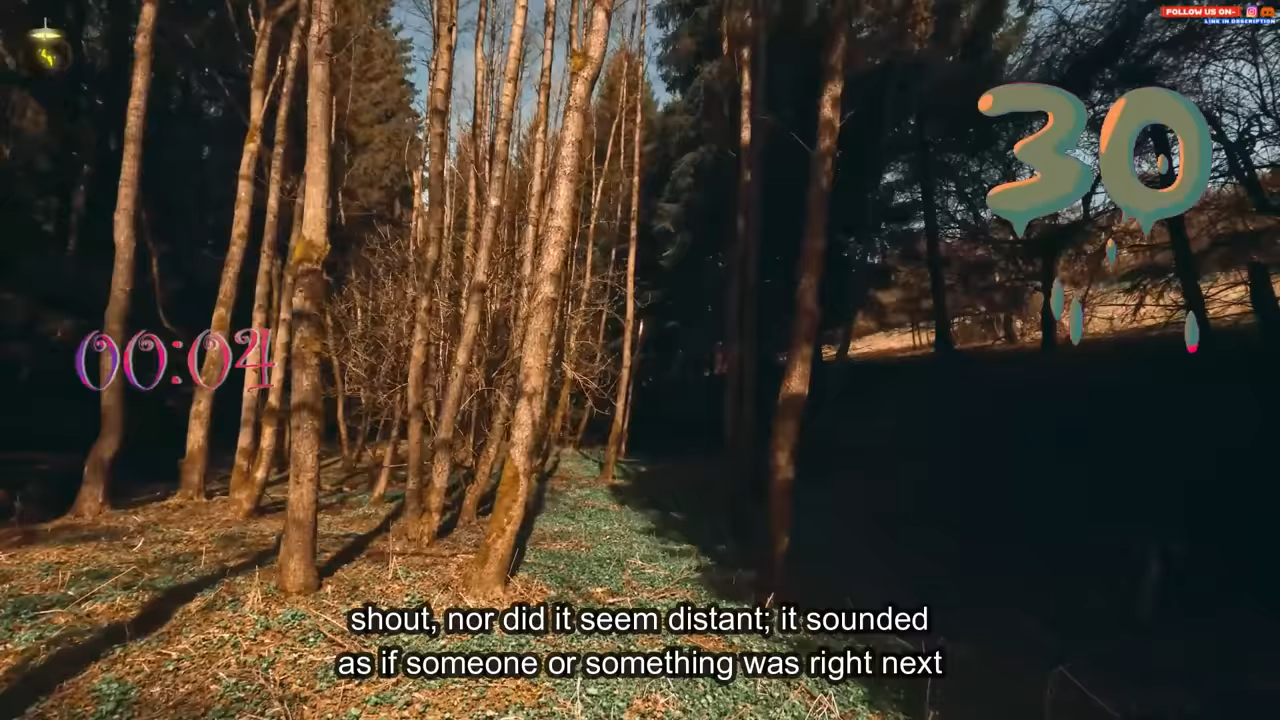 FOLLOW US ON-
LINK IN DESCRIPTION
30
00:04
shout, nor did it seem distant; it sounded
as if someone or something was right next